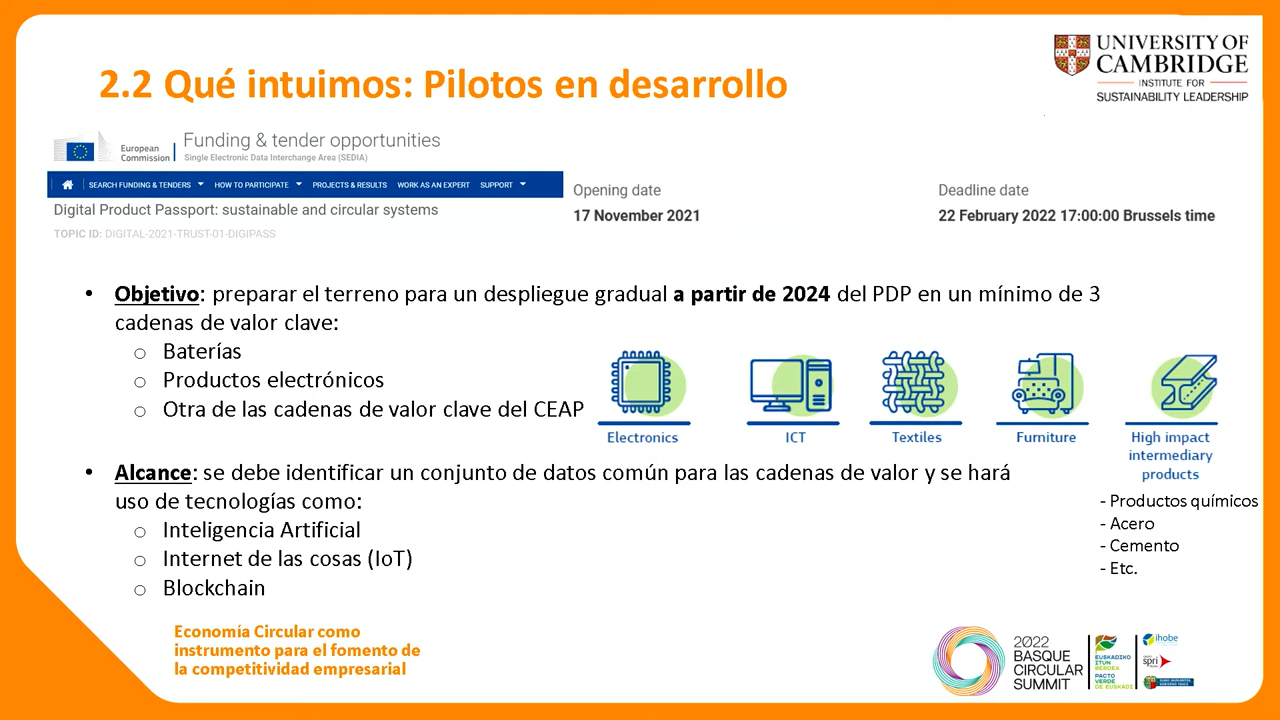 2.2 Qué intuimos: Pilotos en desarrollo
UNIVERSITY OF
CAMBRIDGE
INSTITUTE FOR
SUSTAINABILITY LEADERSHIP
European
Commission
Funding & tender opportunities
Single Electronic Data Interchange Area (SEDIA)
SEARCH FUNDING & TENDERS HOW TO PARTICIPATE PROJECTS & RESULTS WORK AS AN EXPERT SUPPORT
Digital Product Passport: sustainable and circular systems
TOPIC ID: DIGITAL-2021-TRUST-01-DIGIPASS
Opening date
17 November 2021
Deadline date
22 February 2022 17:00:00 Brussels time
• Objetivo: preparar el terreno para un despliegue gradual a partir de 2024 del PDP en un mínimo de 3
cadenas de valor clave:
o Baterías
o Productos electrónicos
o Otra de las cadenas de valor clave del CEAP
Electronics
ICT
Textiles
Furniture
High impact
intermediary
products
- Productos químicos
- Acero
- Cemento
- Etc.
• Alcance: se debe identificar un conjunto de datos común para las cadenas de valor y se hará
uso de tecnologías como:
o Inteligencia Artificial
o Internet de las cosas (IoT)
o Blockchain
Economía Circular como
instrumento para el fomento de
la competitividad empresarial
2022
BASQUE
CIRCULAR
SUMMIT
EUSKADIKO
ITUN
BERDEA
PACTO
VERDE
DE EUSKADI
ihobe
spri